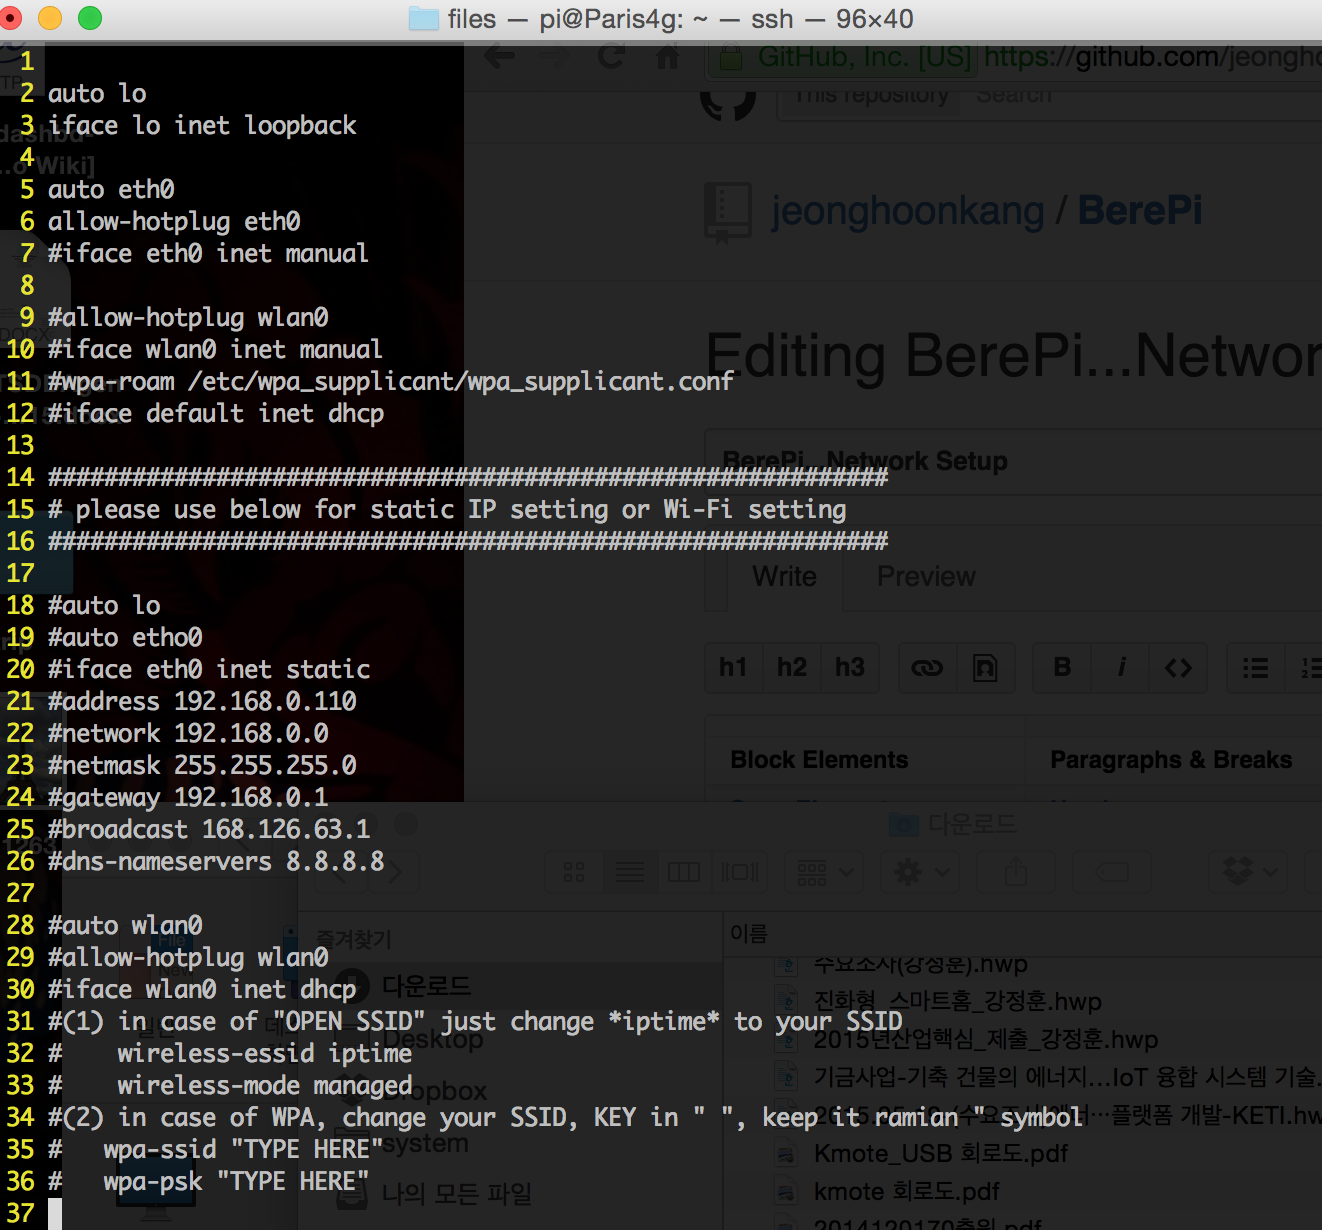 files — pi@Paris4g: ~ — ssh — 96×40
GitHub, Inc. [US] https://github.com/jeongho
This repository Search
jeonghoonkang / BerePi
Editing BerePi...Networ
BerePi...Network Setup
Write Preview
h1 h2 h3 B i <>
Block Elements Paragraphs & Breaks
1
2 auto lo
3 iface lo inet loopback
4
5 auto eth0
6 allow-hotplug eth0
7 #iface eth0 inet manual
8
9 #allow-hotplug wlan0
10 #iface wlan0 inet manual
11 #wpa-roam /etc/wpa_supplicant/wpa_supplicant.conf
12 #iface default inet dhcp
13
14 ############################################################
15 # please use below for static IP setting or Wi-Fi setting
16 ############################################################
17
18 #auto lo
19 #auto etho0
20 #iface eth0 inet static
21 #address 192.168.0.110
22 #network 192.168.0.0
23 #netmask 255.255.255.0
24 #gateway 192.168.0.1
25 #broadcast 168.126.63.1
26 #dns-nameservers 8.8.8.8
27
28 #auto wlan0
29 #allow-hotplug wlan0
30 #iface wlan0 inet dhcp
31 #(1) in case of "OPEN SSID" just change *iptime* to your SSID
32 #    wireless-essid iptime
33 #    wireless-mode managed
34 #(2) in case of WPA, change your SSID, KEY in " ", keep it ramian " symbol
35 #   wpa-ssid "TYPE HERE"
36 #   wpa-psk "TYPE HERE"
37
다운로드
즐겨찾기
다운로드
Desktop
Dropbox
system
나의 모든 파일
이름
수요조사(강정훈).hwp
진화형_스마트홈_강정훈.hwp
2015년산업핵심_제출_강정훈.hwp
기금사업-기축 건물의 에너지...IoT 융합 시스템 기술.
플랫폼 개발-KETI.hw
Kmote_USB 회로도.pdf
kmote 회로도.pdf